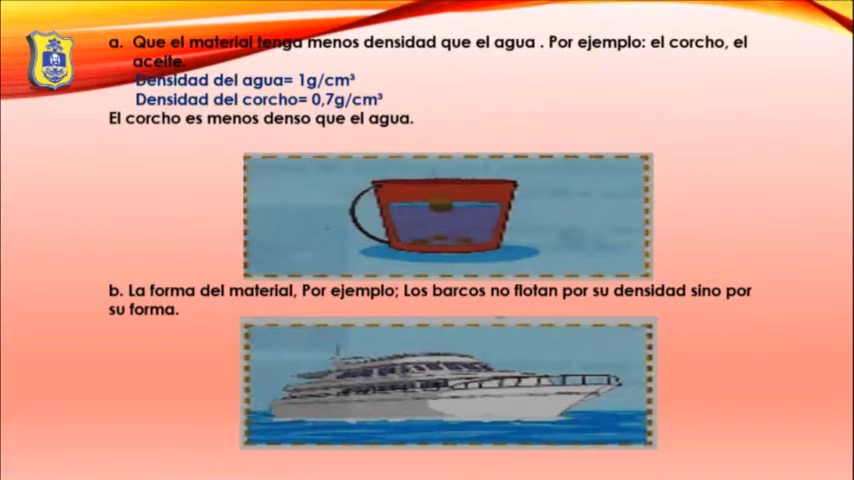 a. Que el material tenga menos densidad que el agua . Por ejemplo: el corcho, el
aceite.
Densidad del agua= 1g/cm³
Densidad del corcho= 0,7g/cm³
El corcho es menos denso que el agua.
b. La forma del material, Por ejemplo; Los barcos no flotan por su densidad sino por
su forma.